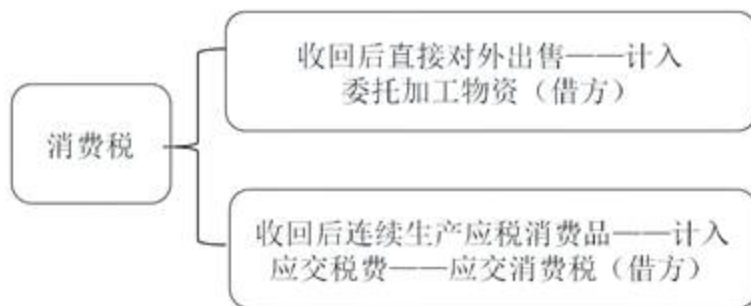 收回后直接对外出售——计入
委托加工物资（借方）
消费税
收回后连续生产应税消费品——计入
应交税费——应交消费税（借方）